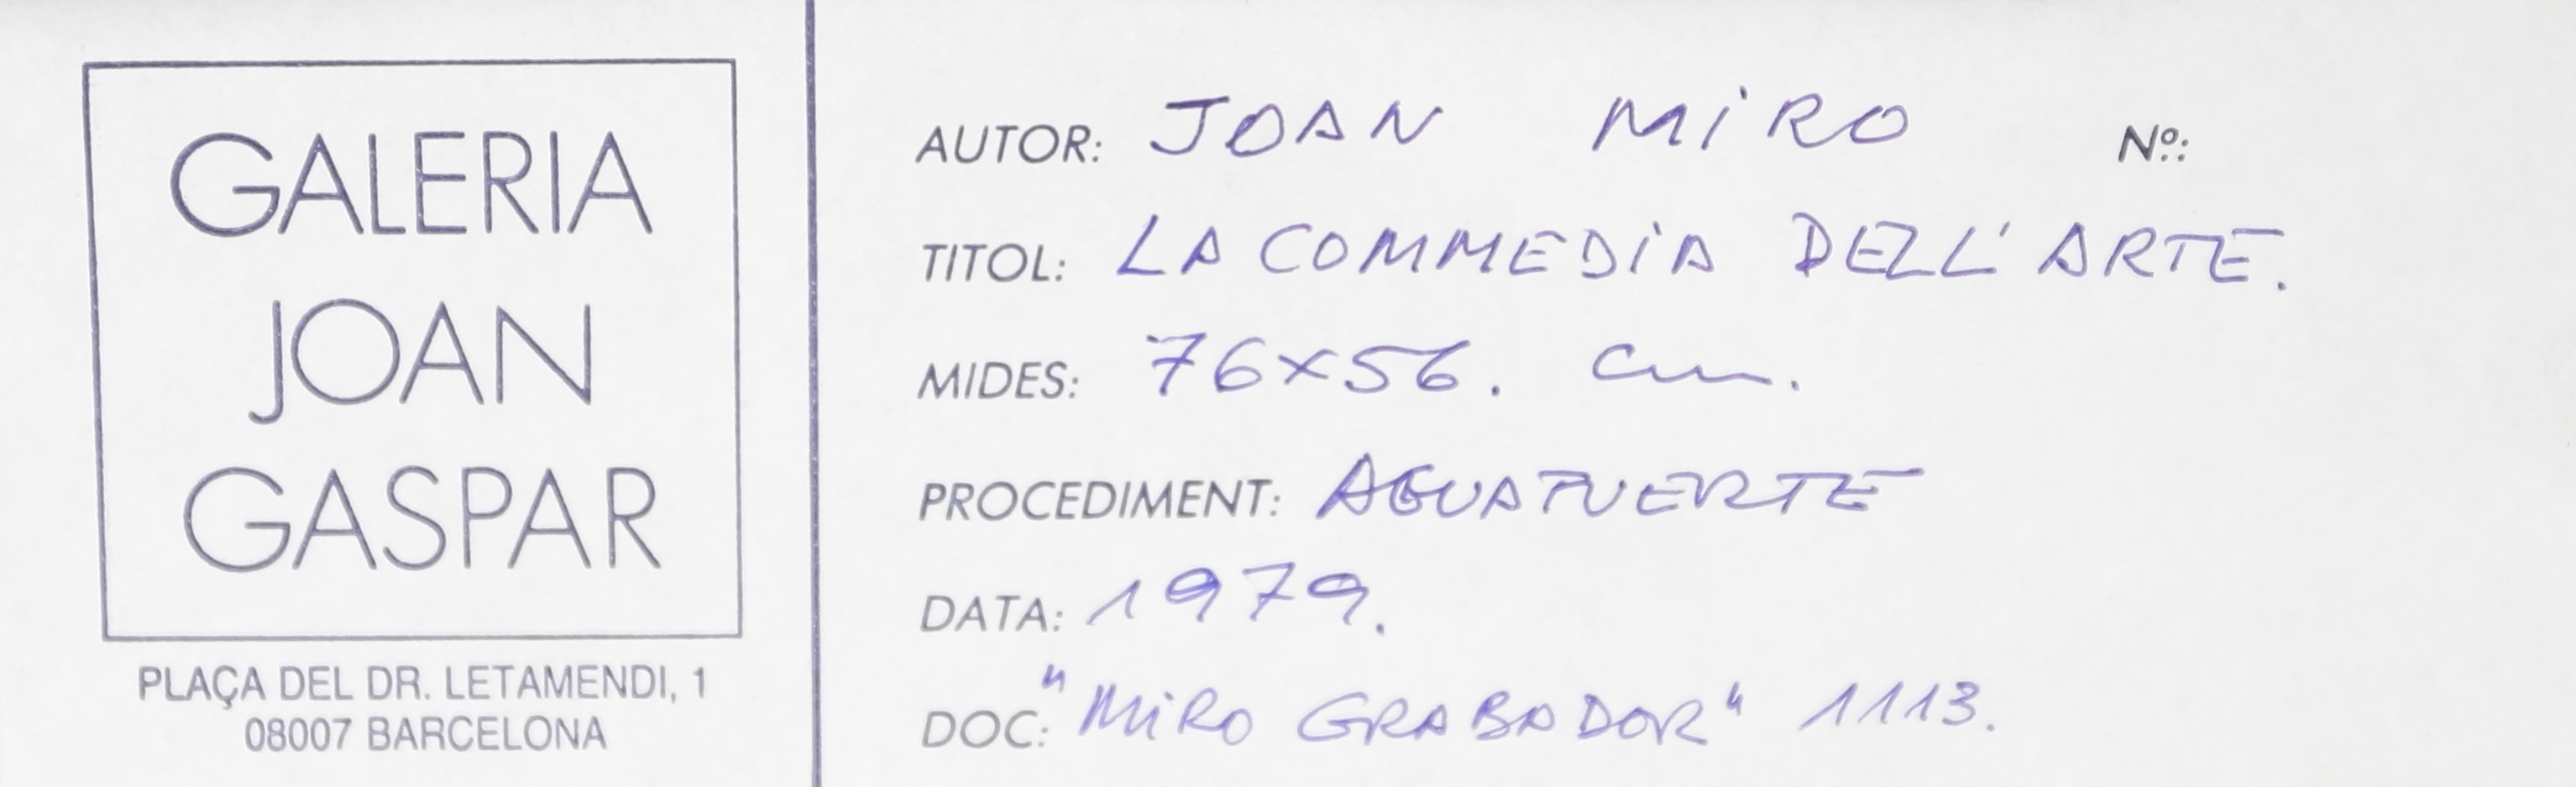 GALERIA
JOAN
GASPAR
PLAÇA DEL DR. LETAMENDI, 1
08007 BARCELONA
AUTOR: JOAN MIRO Nº:
TITOL: LA COMMEDIA DELL'ARTE.
MIDES: 76x56. cm.
PROCEDIMENT: AGUAFUERTE
DATA: 1979.
DOC: "MIRO GRABADOR" 1113.